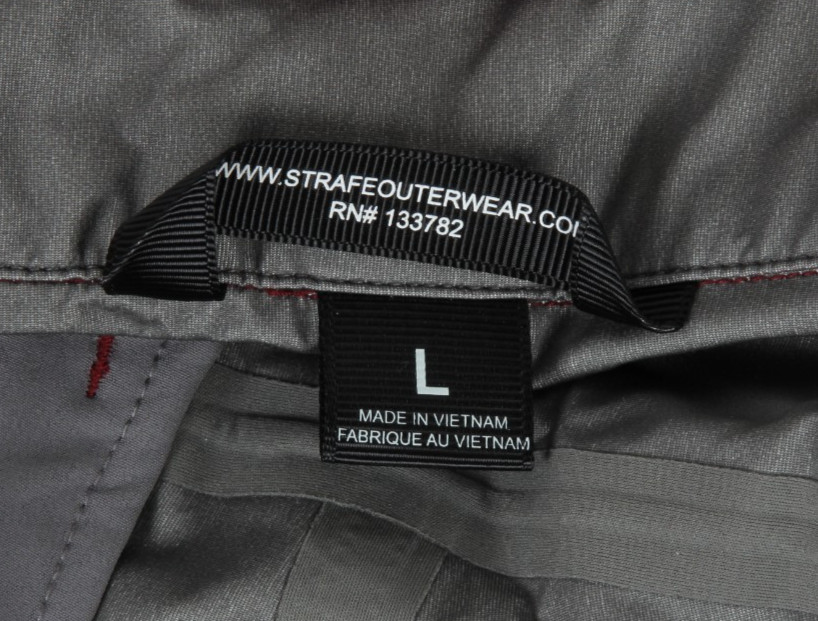 WWW.STRAFEOUTERWEAR.CO
RN# 133782
L
MADE IN VIETNAM
FABRIQUE AU VIETNAM